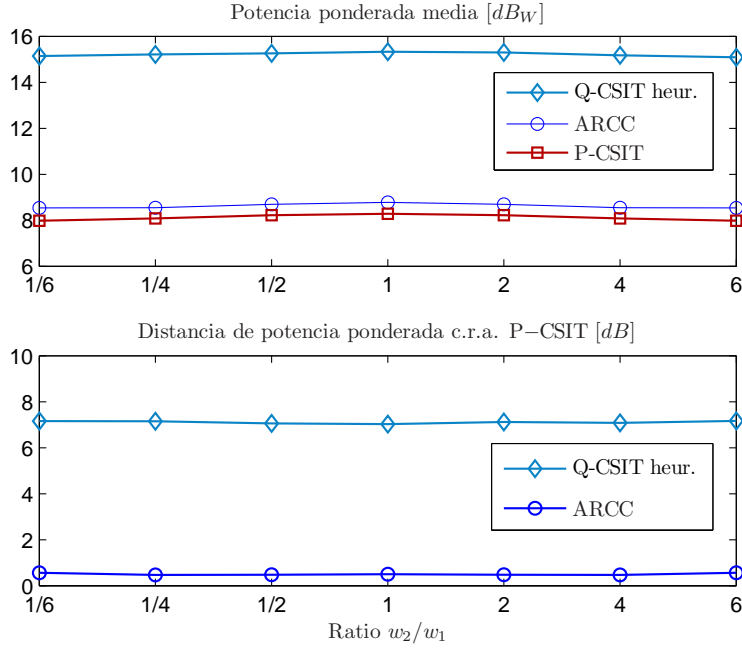 Potencia ponderada media [dB_W]
16
14
12
10
8
6
Q-CSIT heur.
ARCC
P-CSIT
1/6 1/4 1/2 1 2 4 6
Distancia de potencia ponderada c.r.a. P−CSIT [dB]
10
8
6
4
2
0
Q-CSIT heur.
ARCC
1/6 1/4 1/2 1 2 4 6
Ratio w_2/w_1